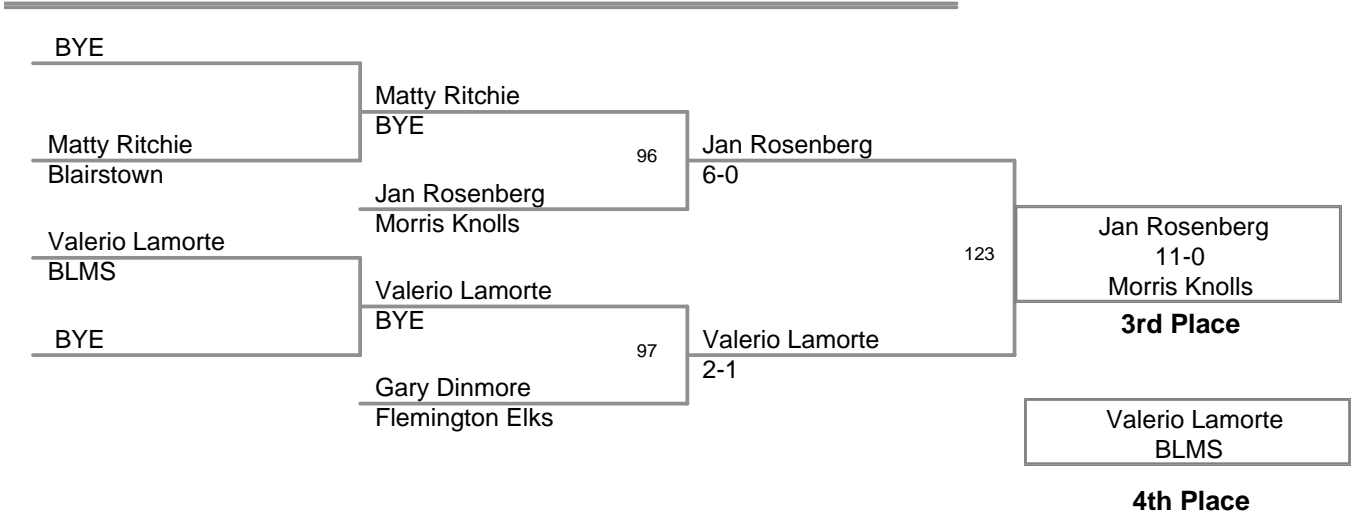 BYE
Matty Ritchie
BYE
Matty Ritchie
Blairstown
96
Jan Rosenberg
6-0
Jan Rosenberg
Morris Knolls
Valerio Lamorte
BLMS
123
Jan Rosenberg
11-0
Morris Knolls
3rd Place
Valerio Lamorte
BYE
BYE
97
Valerio Lamorte
2-1
Gary Dinmore
Flemington Elks
Valerio Lamorte
BLMS
4th Place